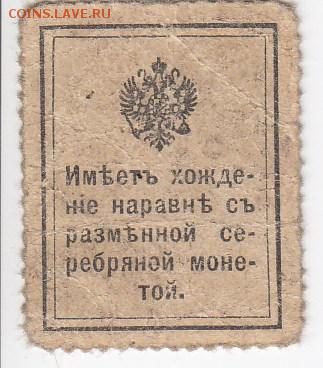 COINS.LAVE.RU
Имѣетъ хожде-
ніе наравнѣ съ
размѣнной се-
ребряной моне-
той.